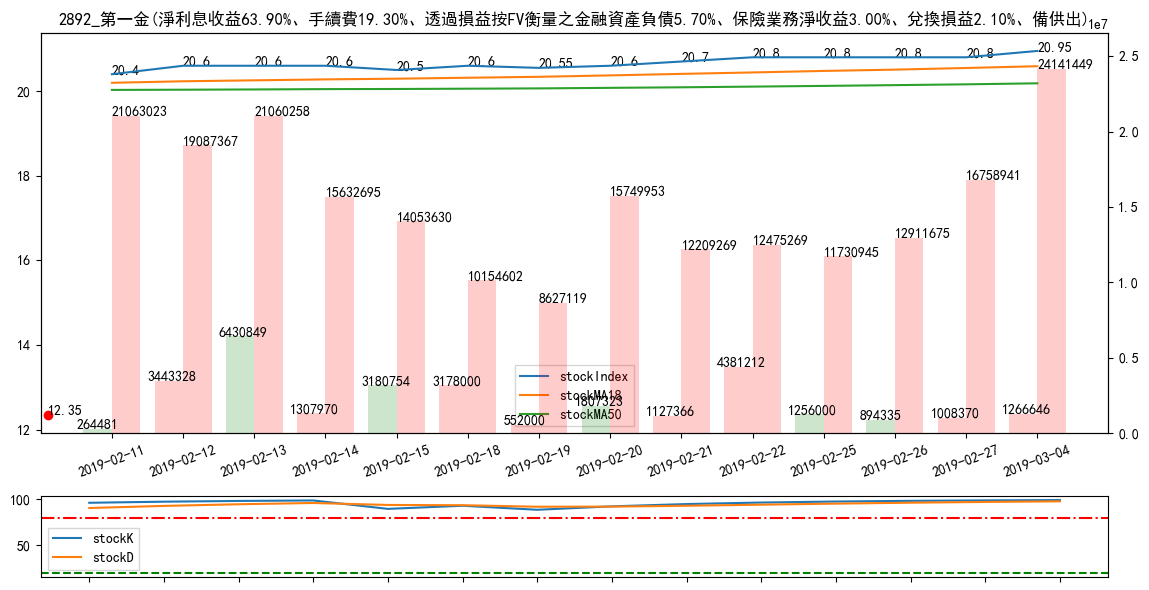 2892_第一金(淨利息收益63.90%、手續費19.30%、透過損益按FV衡量之金融資產負債5.70%、保險業務淨收益3.00%、兌換損益2.10%、備供出)
1e7
20.4 20.6 20.6 20.6 20.5 20.6 20.55 20.6 20.7 20.8 20.8 20.8 20.8 20.95
21063023 19087367 21060258 15632695 14053630 10154602 8627119 15749953 12209269 12475269 11730945 12911675 16758941 24141449
264481 3443328 6430849 1307970 3180754 3178000 552000 1807323 1127366 4381212 1256000 894335 1008370 1266646
12.35
20
18
16
14
12
2.5
2.0
1.5
1.0
0.5
0.0
stockIndex
stockMA18
stockMA50
2019-02-11 2019-02-12 2019-02-13 2019-02-14 2019-02-15 2019-02-18 2019-02-19 2019-02-20 2019-02-21 2019-02-22 2019-02-25 2019-02-26 2019-02-27 2019-03-04
100
50
stockK
stockD